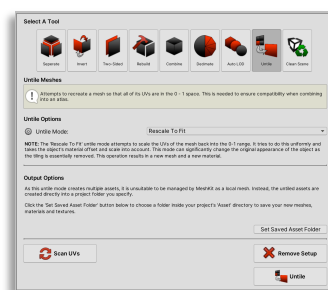 Select A Tool
Seperate Invert Two-Sided Rebuild Combine Decimate Auto LOD Untile Clean Scene
Untile Meshes
Attempts to recreate a mesh so that all of its UVs are in the 0 - 1 space. This is needed to ensure compatibility when combining
into an atlas.
Untile Options
Untile Mode: Rescale To Fit
NOTE: The 'Rescale To Fit' untile mode attempts to scale the UVs of the mesh back into the 0-1 range. It tries to do this uniformly and
takes the object's material offset and scale into account. This mode can significantly change the original appearance of the object as
the tiling is essentially removed. This operation results in a new mesh and a new material.
Output Options
As this untile mode creates multiple assets, it is unsuitable to be managed by MeshKit as a local mesh. Instead, the untiled assets are
created directly into a project folder you specify.
Click the 'Set Saved Asset Folder' button below to choose a folder inside your project's 'Asset' directory to save your new meshes,
materials and textures.
Set Saved Asset Folder
Scan UVs Remove Setup
Untile